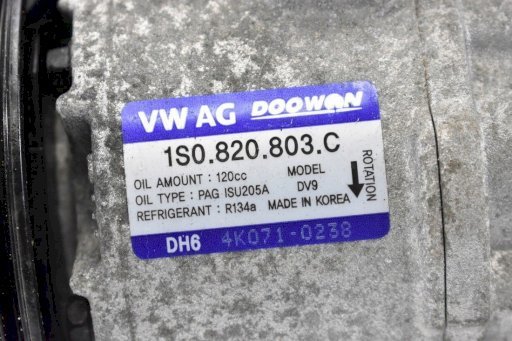 VW AG DOOWON
1S0.820.803.C
OIL AMOUNT : 120cc MODEL
OIL TYPE : PAG ISU205A DV9
REFRIGERANT : R134a MADE IN KOREA
ROTATION
DH6 4K071-0238